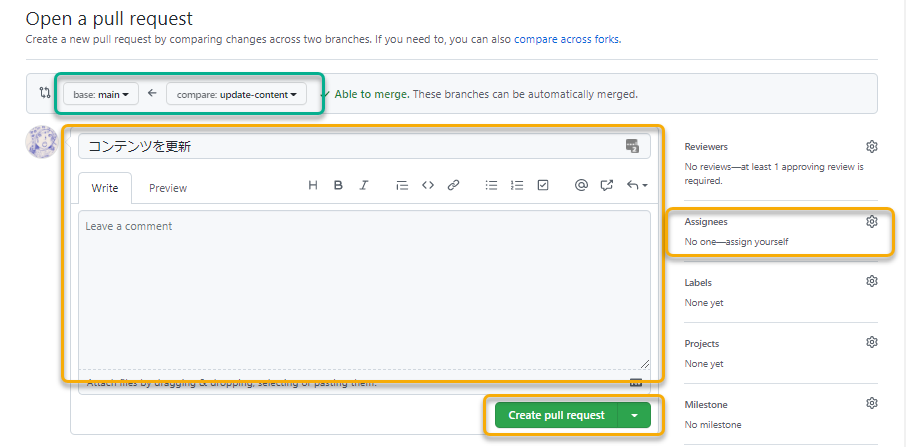 Open a pull request
Create a new pull request by comparing changes across two branches. If you need to, you can also compare across forks.
base: main
compare: update-content
Able to merge. These branches can be automatically merged.
コンテンツを更新
Write
Preview
Leave a comment
Attach files by dragging & dropping, selecting or pasting them.
Create pull request
Reviewers
No reviews—at least 1 approving review is
required.
Assignees
No one—assign yourself
Labels
None yet
Projects
None yet
Milestone
No milestone